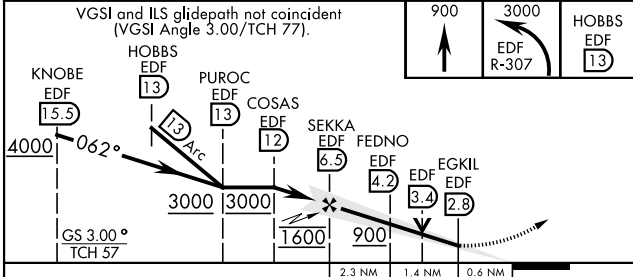 VGSI and ILS glidepath not coincident
(VGSI Angle 3.00/TCH 77).
900
3000
EDF
R-307
HOBBS
EDF
13
KNOBE
EDF
15.5
HOBBS
EDF
13
PUROC
EDF
13
COSAS
EDF
12
SEKKA
EDF
6.5
FEDNO
EDF
4.2
EDF
3.4
EGKIL
EDF
2.8
4000
062°
13 Arc
3000
3000
1600
900
GS 3.00°
TCH 57
2.3 NM
1.4 NM
0.6 NM